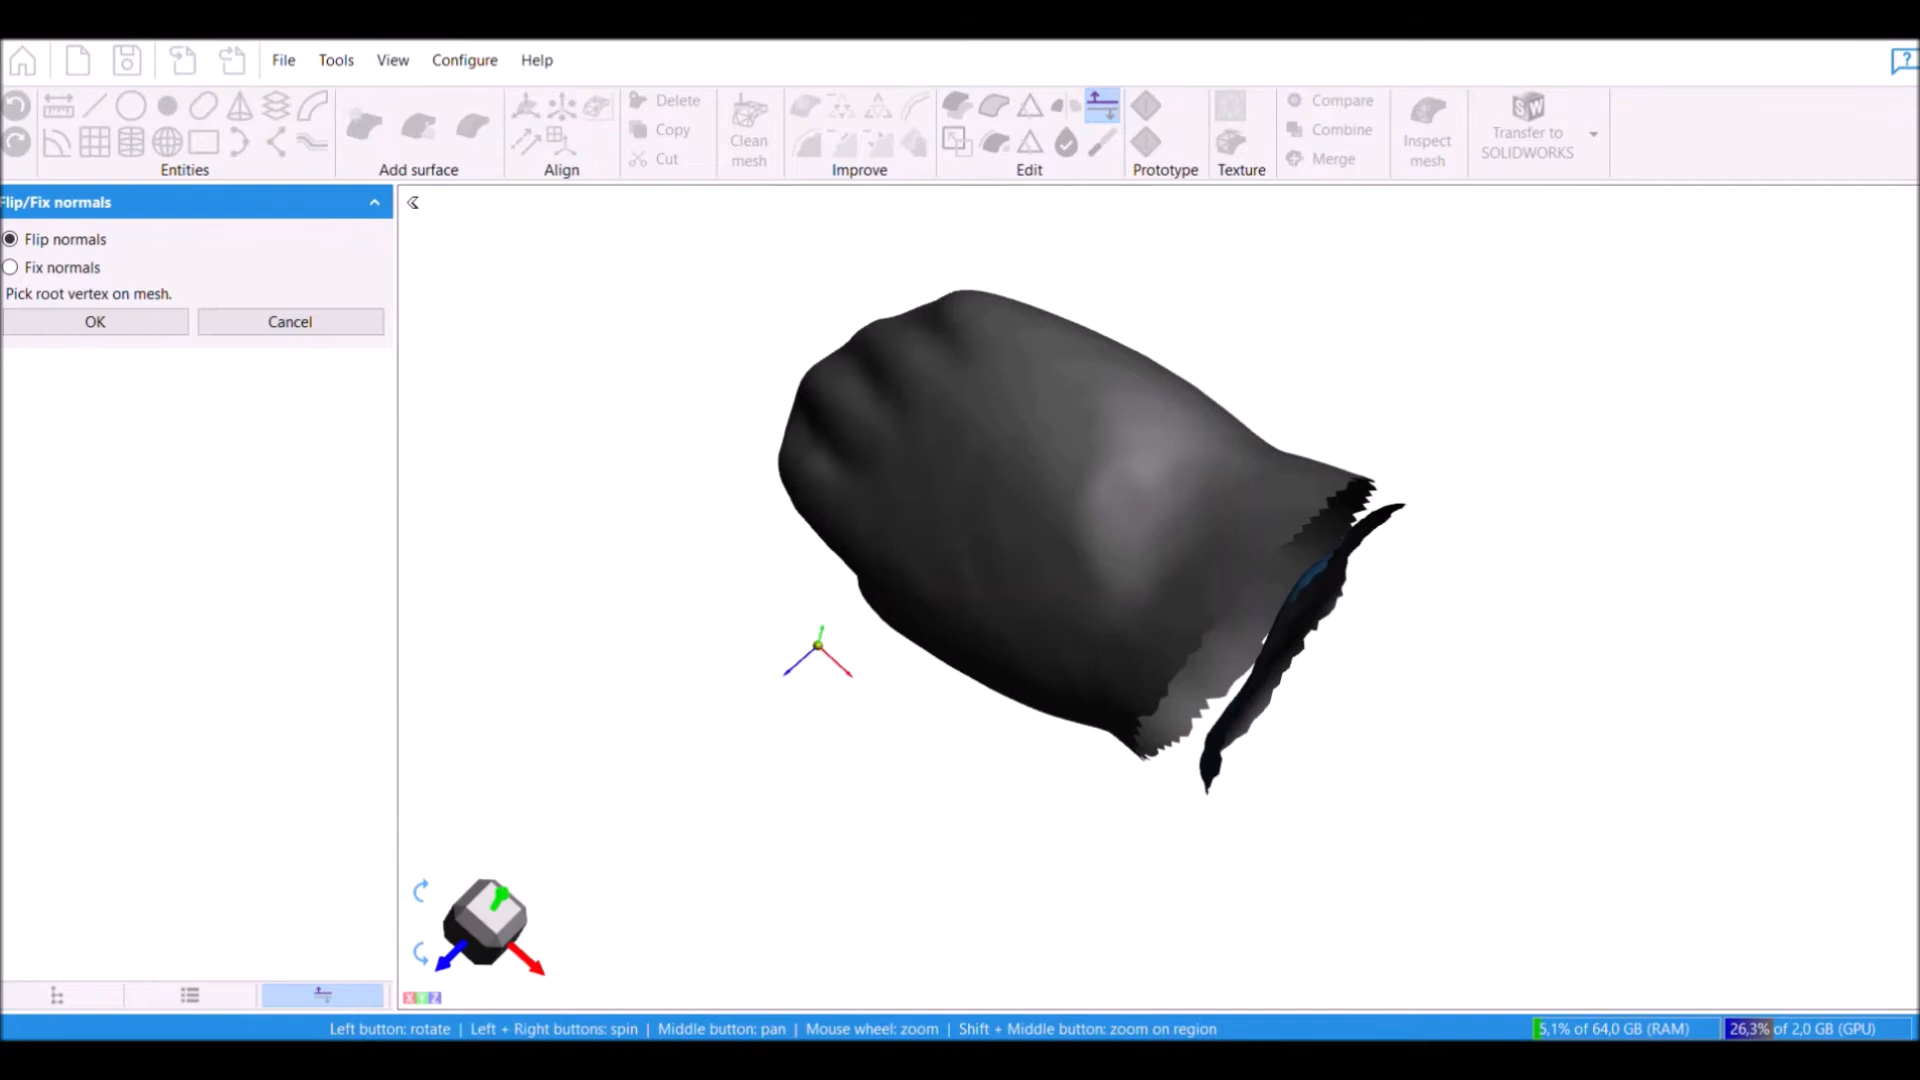 File Tools View Configure Help
?
Delete
Copy
Cut
Clean
mesh
Compare
Combine
Merge
Inspect
mesh
SW
Transfer to
SOLIDWORKS
Entities
Add surface
Align
Improve
Edit
Prototype
Texture
Flip/Fix normals
Flip normals
Fix normals
Pick root vertex on mesh.
OK
Cancel
XYZ
Left button: rotate | Left + Right buttons: spin | Middle button: pan | Mouse wheel: zoom | Shift + Middle button: zoom on region
5,1% of 64,0 GB (RAM)
26,3% of 2,0 GB (GPU)